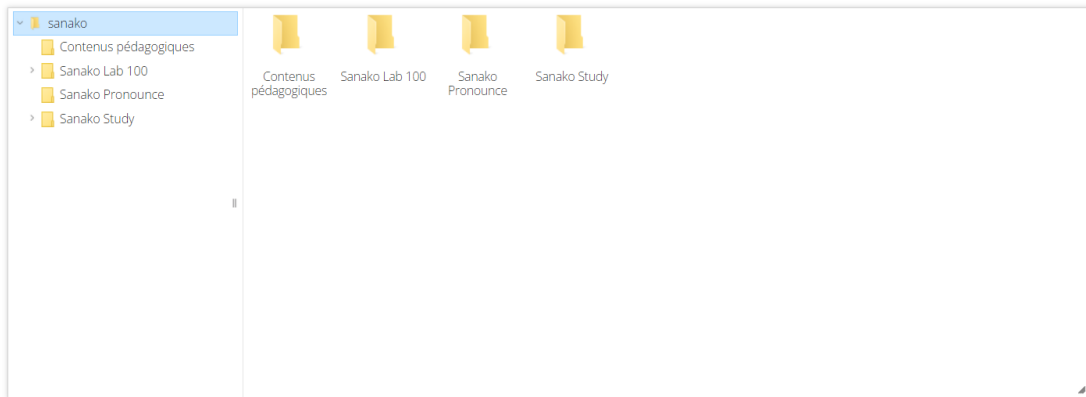 sanako
Contenus pédagogiques
Sanako Lab 100
Sanako Pronounce
Sanako Study
Contenus
pédagogiques
Sanako Lab 100
Sanako
Pronounce
Sanako Study